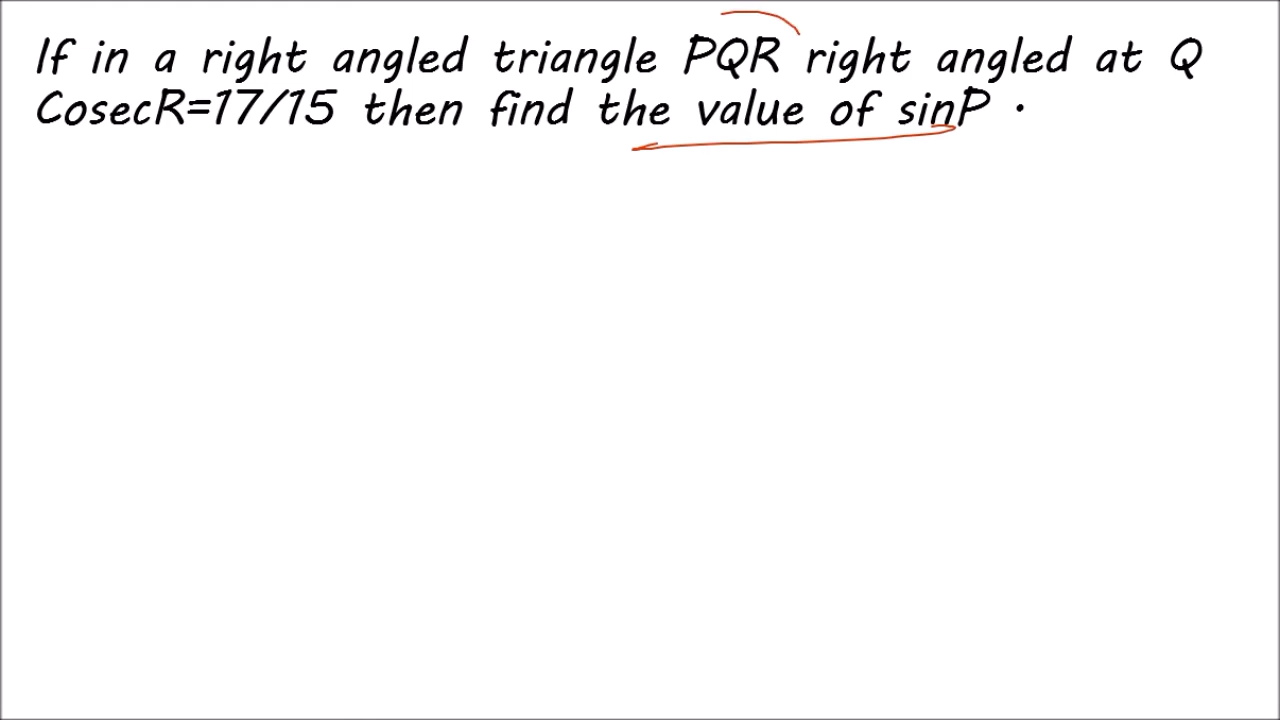 If in a right angled triangle PQR right angled at Q
CosecR=17/15 then find the value of sinP .